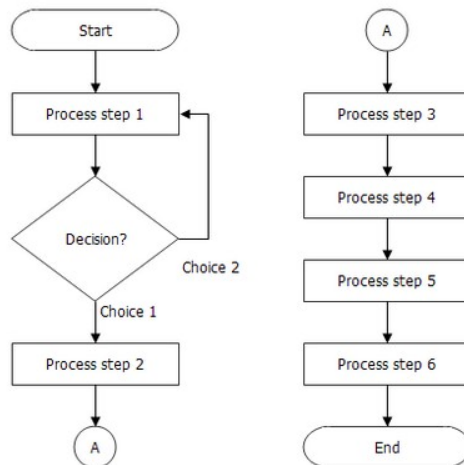 Start
Process step 1
Decision?
Choice 2
Choice 1
Process step 2
A
A
Process step 3
Process step 4
Process step 5
Process step 6
End